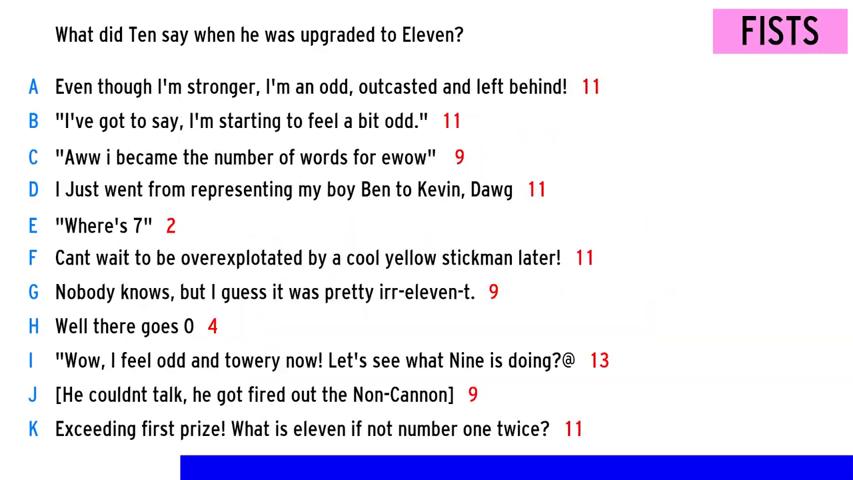 What did Ten say when he was upgraded to Eleven?
FISTS
A Even though I'm stronger, I'm an odd, outcasted and left behind! 11
B "I've got to say, I'm starting to feel a bit odd." 11
C "Aww i became the number of words for ewow" 9
D I Just went from representing my boy Ben to Kevin, Dawg 11
E "Where's 7" 2
F Cant wait to be overexplotated by a cool yellow stickman later! 11
G Nobody knows, but I guess it was pretty irr-eleven-t. 9
H Well there goes 0 4
I "Wow, I feel odd and towery now! Let's see what Nine is doing?@ 13
J [He couldnt talk, he got fired out the Non-Cannon] 9
K Exceeding first prize! What is eleven if not number one twice? 11